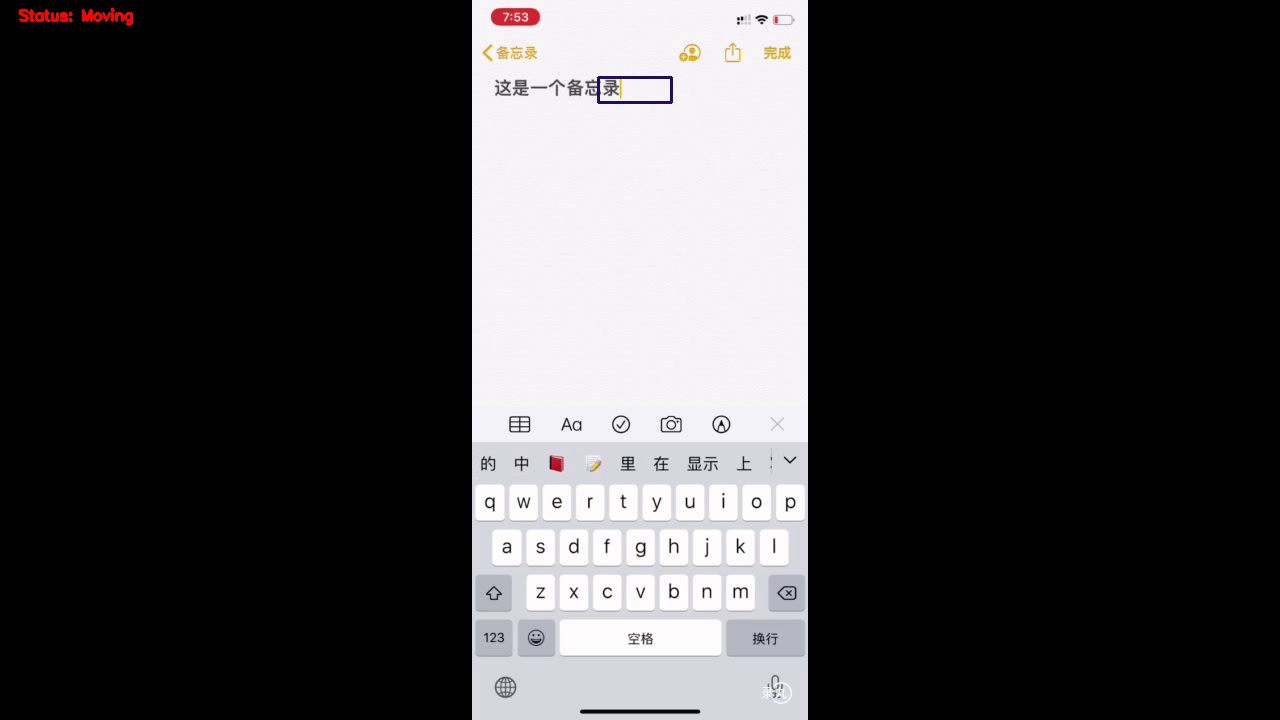 Status: Moving
7:53
备忘录
完成
这是一个备忘录
Aa
的 中 里 在 显示 上
q w e r t y u i o p
a s d f g h j k l
z x c v b n m
123 空格 换行